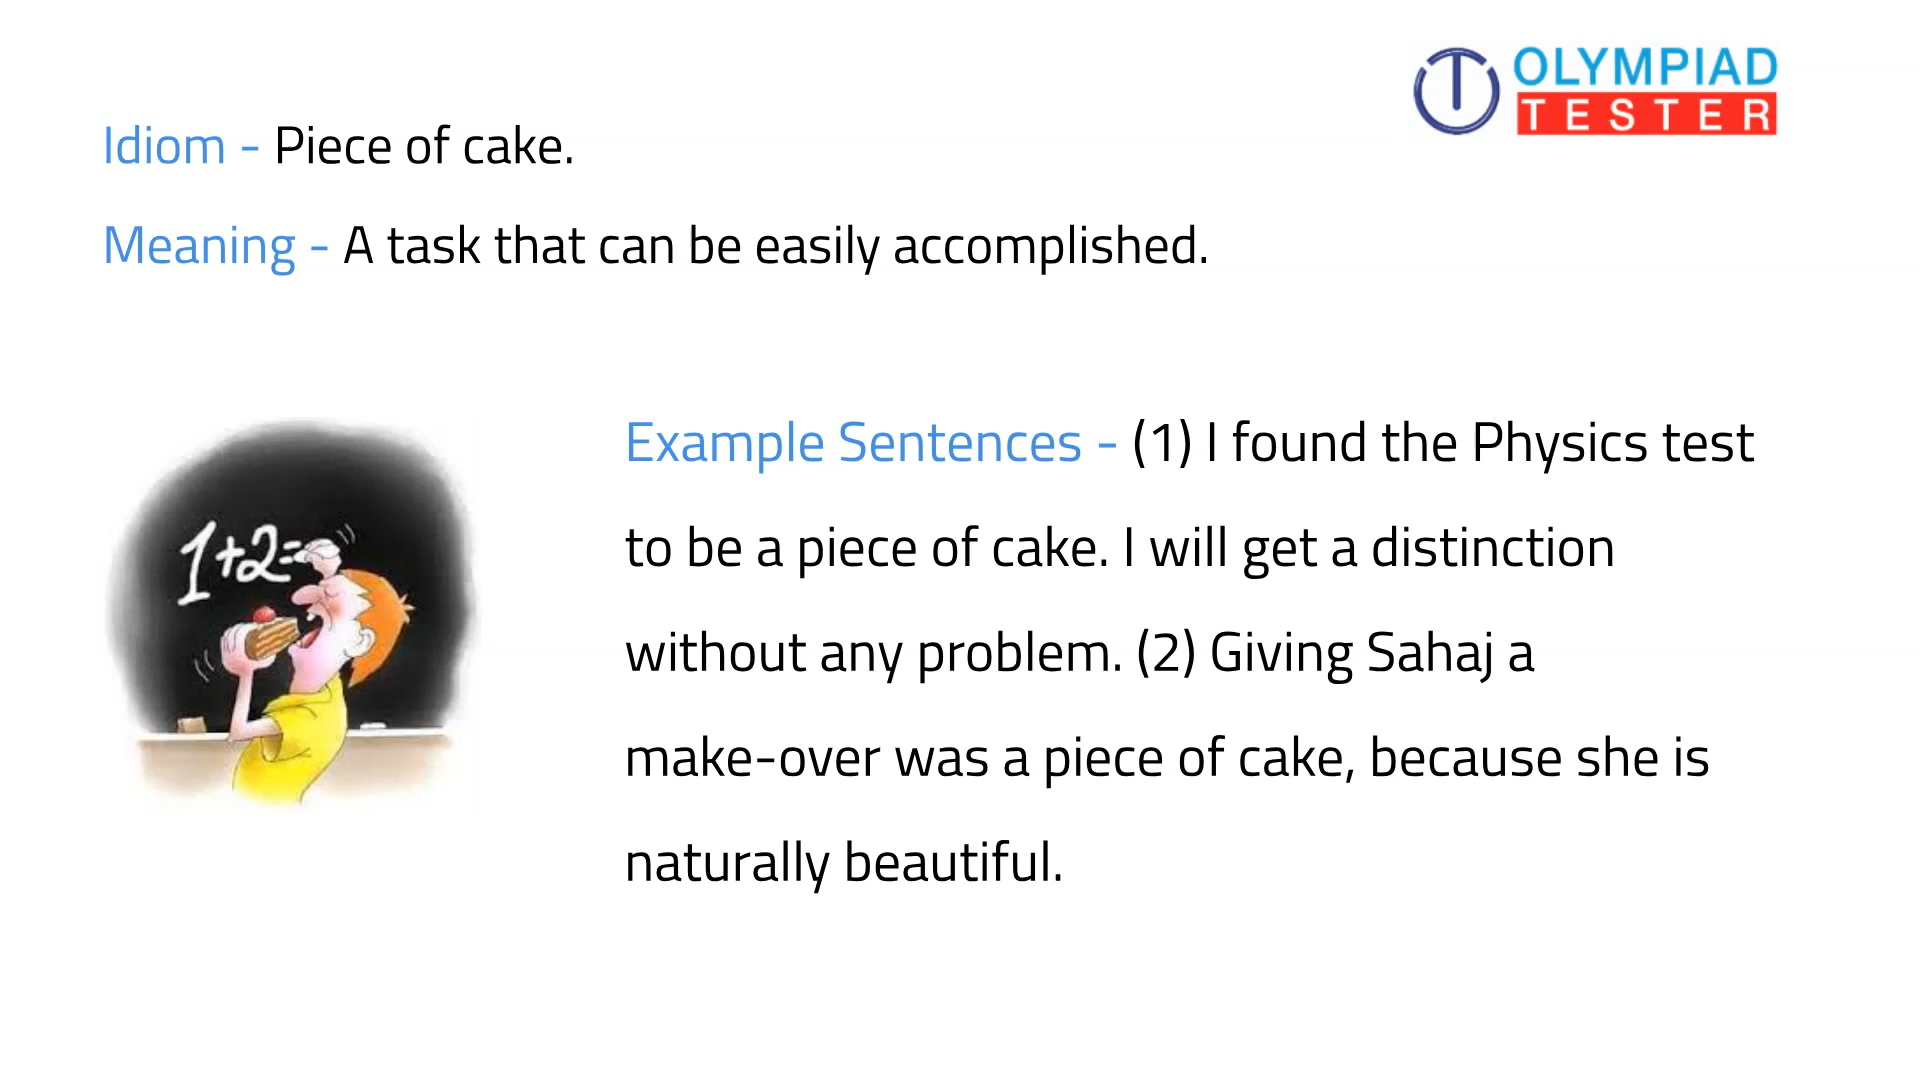 OLYMPIAD
TESTER
Idiom - Piece of cake.
Meaning - A task that can be easily accomplished.
1+2=
Example Sentences - (1) I found the Physics test
to be a piece of cake. I will get a distinction
without any problem. (2) Giving Sahaj a
make-over was a piece of cake, because she is
naturally beautiful.